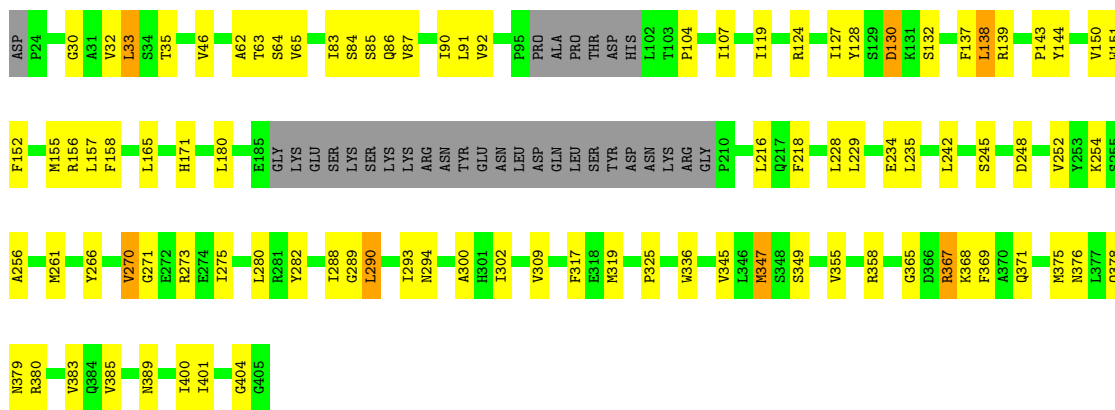 ASP P24 G30 A31 V32 L33 S34 T35 V46 A62 T63 S64 V65 I83 S84 S85 Q86 V87 I90 L91 V92 P95 PRO ALA PRO THR ASP HIS L102 T103 P104 I107 I119 R124 I127 Y128 S129 D130 K131 S132 F137 L138 R139 P143 Y144 V150
F152 M155 R156 L157 F158 L165 H171 L180 E185 GLY LYS GLU SER LYS SER LYS LYS ARG ASN TYR GLU ASN LEU ASP GLN LEU SER TYR ASP ASN LYS ARG GLY P210 L216 Q217 F218 L228 L229 E234 L235 L242 S245 D248 V252 Y253 K254 S255
A256 M261 Y266 V270 G271 E272 R273 E274 I275 L280 R281 Y282 I288 G289 L290 I293 N294 A300 H301 I302 V309 F317 E318 M319 P325 W336 V345 L346 M347 S348 S349 V355 R358 G365 D366 R367 K368 F369 A370 Q371 M375 N376 L377
N379 R380 V383 Q384 V385 N389 I400 I401 G404 G405